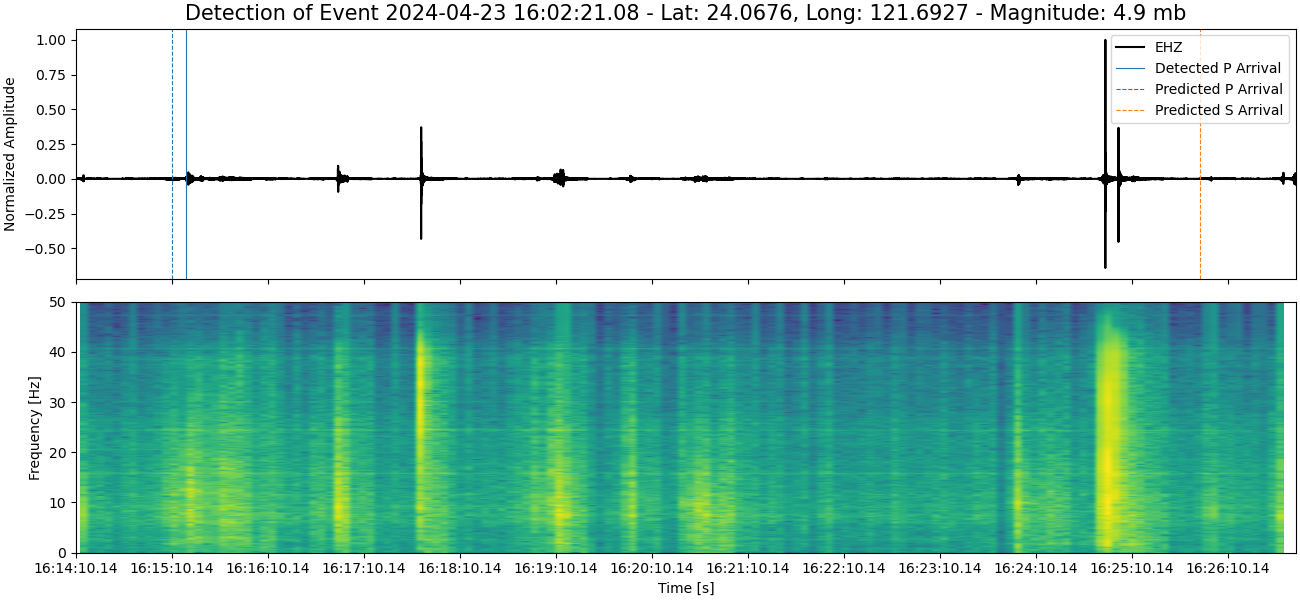 Detection of Event 2024-04-23 16:02:21.08 - Lat: 24.0676, Long: 121.6927 - Magnitude: 4.9 mb
Normalized Amplitude
1.00
0.75
0.50
0.25
0.00
−0.25
−0.50
EHZ
Detected P Arrival
Predicted P Arrival
Predicted S Arrival
Frequency [Hz]
50
40
30
20
10
0
16:14:10.14 16:15:10.14 16:16:10.14 16:17:10.14 16:18:10.14 16:19:10.14 16:20:10.14 16:21:10.14 16:22:10.14 16:23:10.14 16:24:10.14 16:25:10.14 16:26:10.14
Time [s]